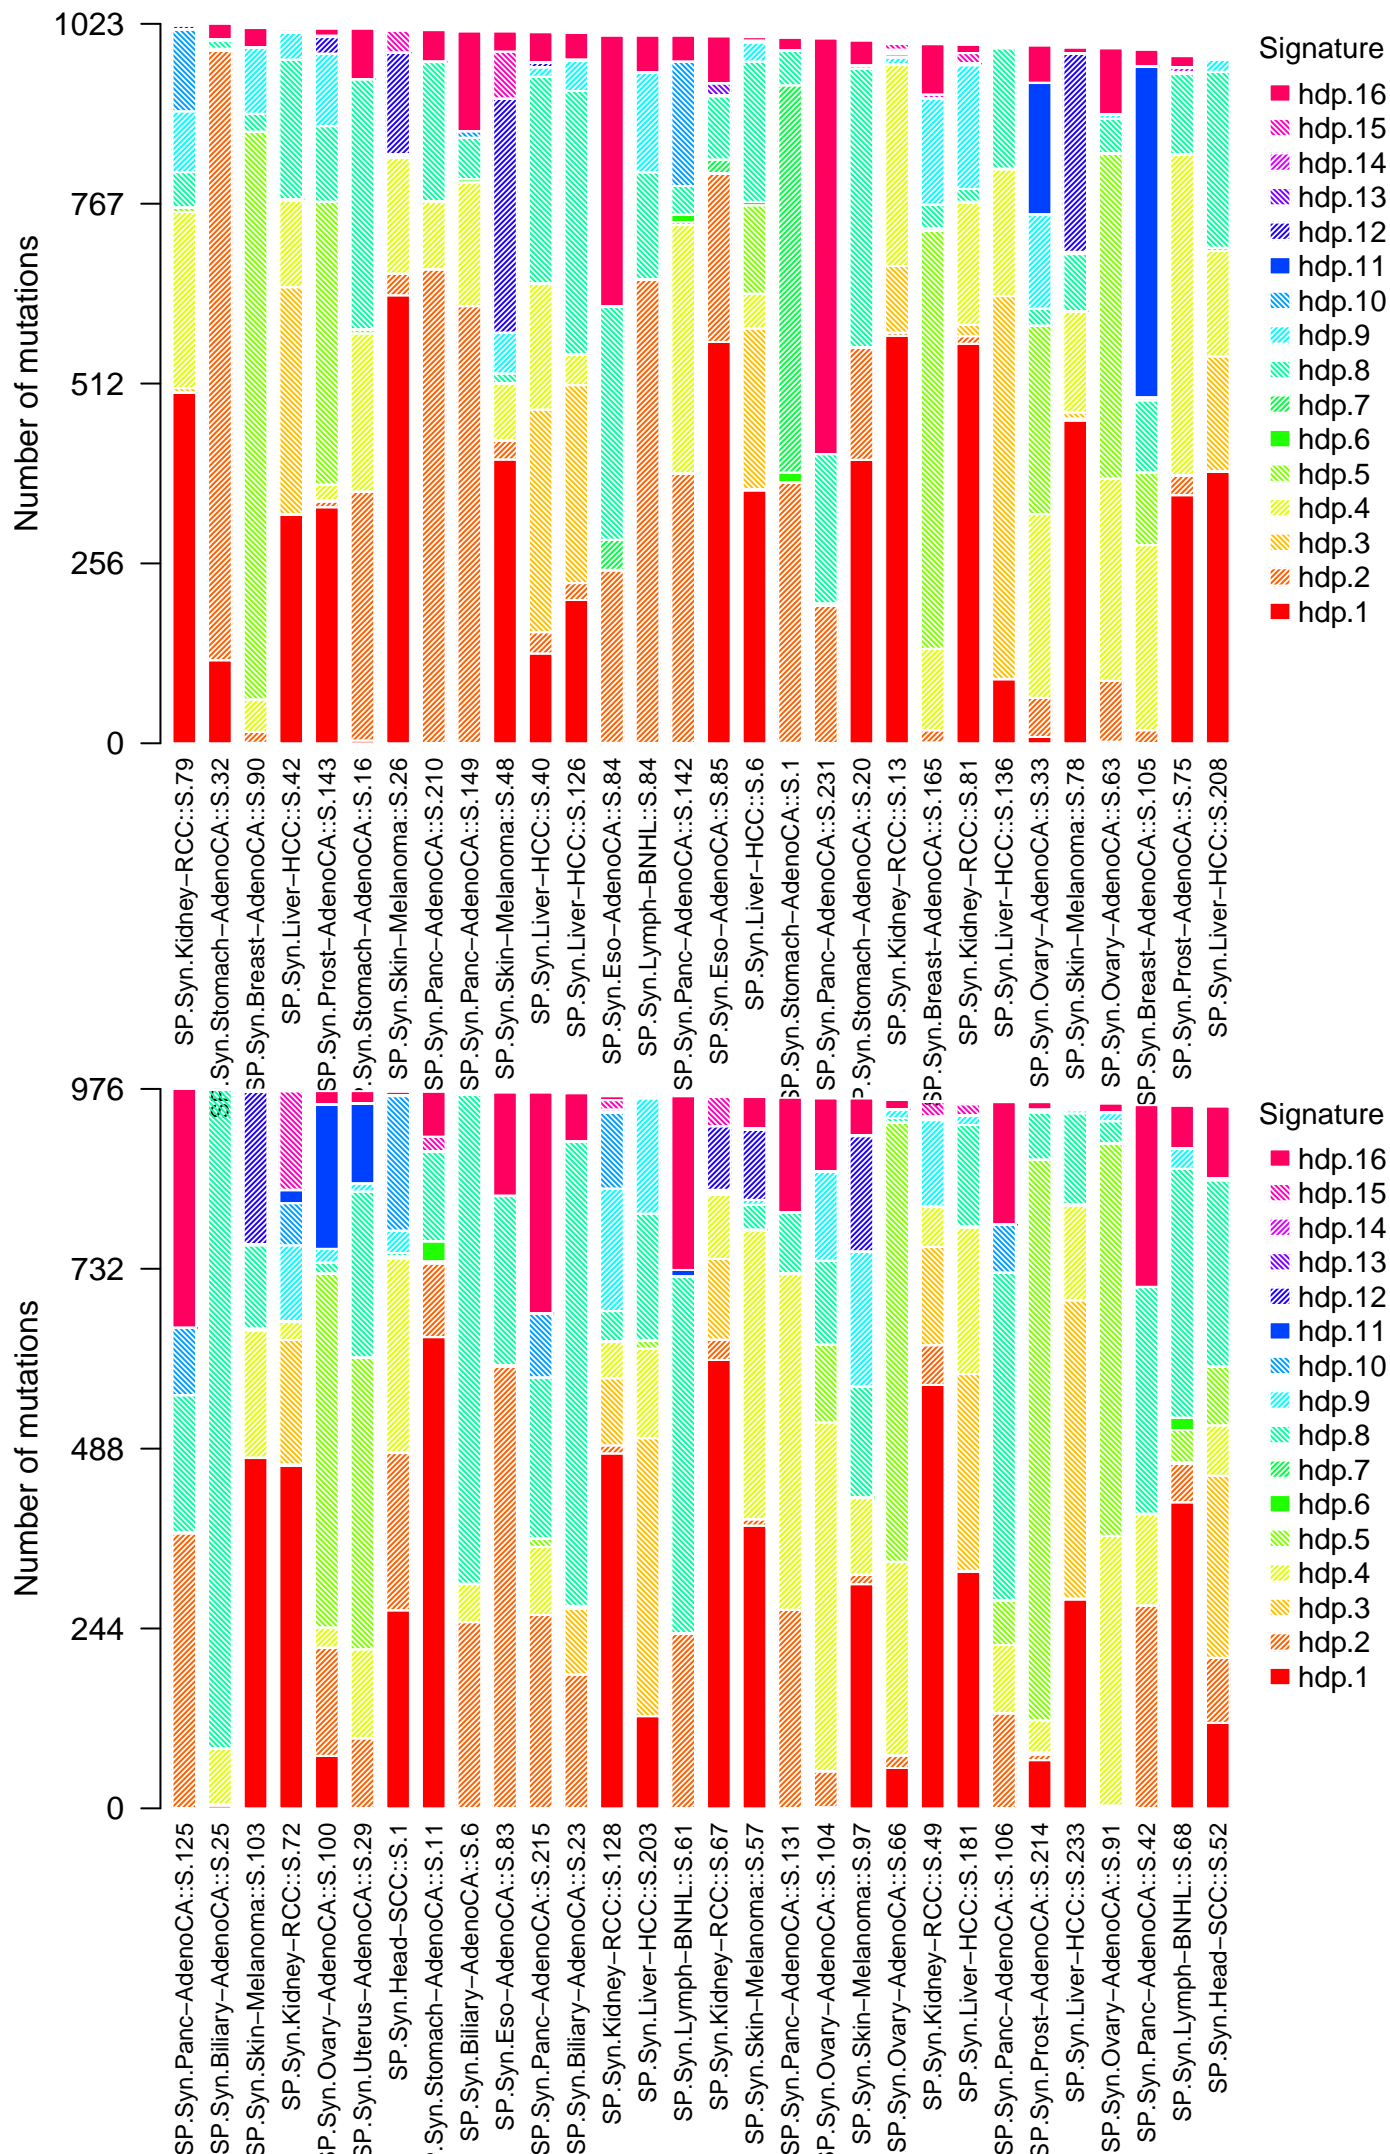 Number of mutations
1023
767
512
256
0
Signature
hdp.16
hdp.15
hdp.14
hdp.13
hdp.12
hdp.11
hdp.10
hdp.9
hdp.8
hdp.7
hdp.6
hdp.5
hdp.4
hdp.3
hdp.2
hdp.1
SP.Syn.Kidney−RCC::S.79
SP.Syn.Stomach−AdenoCA::S.32
SP.Syn.Breast−AdenoCA::S.90
SP.Syn.Liver−HCC::S.42
SP.Syn.Prost−AdenoCA::S.143
P.Syn.Stomach−AdenoCA::S.16
SP.Syn.Skin−Melanoma::S.26
SP.Syn.Panc−AdenoCA::S.210
SP.Syn.Panc−AdenoCA::S.149
SP.Syn.Skin−Melanoma::S.48
SP.Syn.Liver−HCC::S.40
SP.Syn.Liver−HCC::S.126
SP.Syn.Eso−AdenoCA::S.84
SP.Syn.Lymph−BNHL::S.84
SP.Syn.Panc−AdenoCA::S.142
SP.Syn.Eso−AdenoCA::S.85
SP.Syn.Liver−HCC::S.6
SP.Syn.Stomach−AdenoCA::S.1
SP.Syn.Panc−AdenoCA::S.231
P.Syn.Stomach−AdenoCA::S.20
SP.Syn.Kidney−RCC::S.13
SP.Syn.Breast−AdenoCA::S.165
SP.Syn.Kidney−RCC::S.81
SP.Syn.Liver−HCC::S.136
SP.Syn.Ovary−AdenoCA::S.33
SP.Syn.Skin−Melanoma::S.78
SP.Syn.Ovary−AdenoCA::S.63
SP.Syn.Breast−AdenoCA::S.105
SP.Syn.Prost−AdenoCA::S.75
SP.Syn.Liver−HCC::S.208
Number of mutations
976
732
488
244
0
Signature
hdp.16
hdp.15
hdp.14
hdp.13
hdp.12
hdp.11
hdp.10
hdp.9
hdp.8
hdp.7
hdp.6
hdp.5
hdp.4
hdp.3
hdp.2
hdp.1
SP.Syn.Panc−AdenoCA::S.125
SP.Syn.Biliary−AdenoCA::S.25
SP.Syn.Skin−Melanoma::S.103
SP.Syn.Kidney−RCC::S.72
SP.Syn.Ovary−AdenoCA::S.100
SP.Syn.Uterus−AdenoCA::S.29
SP.Syn.Head−SCC::S.1
P.Syn.Stomach−AdenoCA::S.11
SP.Syn.Biliary−AdenoCA::S.6
SP.Syn.Eso−AdenoCA::S.83
SP.Syn.Panc−AdenoCA::S.215
SP.Syn.Biliary−AdenoCA::S.23
SP.Syn.Kidney−RCC::S.128
SP.Syn.Liver−HCC::S.203
SP.Syn.Lymph−BNHL::S.61
SP.Syn.Kidney−RCC::S.67
SP.Syn.Skin−Melanoma::S.57
SP.Syn.Panc−AdenoCA::S.131
SP.Syn.Ovary−AdenoCA::S.104
SP.Syn.Skin−Melanoma::S.97
SP.Syn.Ovary−AdenoCA::S.66
SP.Syn.Kidney−RCC::S.49
SP.Syn.Liver−HCC::S.181
SP.Syn.Panc−AdenoCA::S.106
SP.Syn.Prost−AdenoCA::S.214
SP.Syn.Liver−HCC::S.233
SP.Syn.Ovary−AdenoCA::S.91
SP.Syn.Panc−AdenoCA::S.42
SP.Syn.Lymph−BNHL::S.68
SP.Syn.Head−SCC::S.52